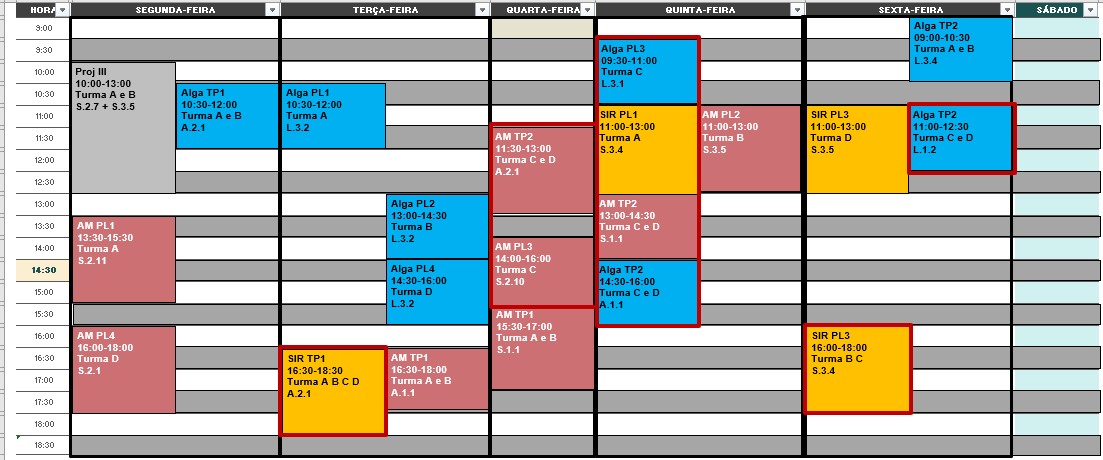 HORA SEGUNDA-FEIRA TERÇA-FEIRA QUARTA-FEIRA QUINTA-FEIRA SEXTA-FEIRA SÁBADO
9:00
9:30
10:00
10:30
11:00
11:30
12:00
12:30
13:00
13:30
14:00
14:30
15:00
15:30
16:00
16:30
17:00
17:30
18:00
18:30
Proj III
10:00-13:00
Turma A e B
S.2.7 + S.3.5
Alga TP1
10:30-12:00
Turma A e B
A.2.1
AM PL1
13:30-15:30
Turma A
S.2.11
AM PL4
16:00-18:00
Turma D
S.2.1
Alga PL1
10:30-12:00
Turma A
L.3.2
Alga PL2
13:00-14:30
Turma B
L.3.2
Alga PL4
14:30-16:00
Turma D
L.3.2
SIR TP1
16:30-18:30
Turma A B C D
A.2.1
AM TP1
16:30-18:00
Turma A e B
A.1.1
AM TP2
11:30-13:00
Turma C e D
A.2.1
AM PL3
14:00-16:00
Turma C
S.2.10
AM TP1
15:30-17:00
Turma A e B
S.1.1
Alga PL3
09:30-11:00
Turma C
L.3.1
SIR PL1
11:00-13:00
Turma A
S.3.4
AM PL2
11:00-13:00
Turma B
S.3.5
AM TP2
13:00-14:30
Turma C e D
S.1.1
Alga TP2
14:30-16:00
Turma C e D
A.1.1
Alga TP2
09:00-10:30
Turma A e B
L.3.4
SIR PL3
11:00-13:00
Turma D
S.3.5
Alga TP2
11:00-12:30
Turma C e D
L.1.2
SIR PL3
16:00-18:00
Turma B C
S.3.4